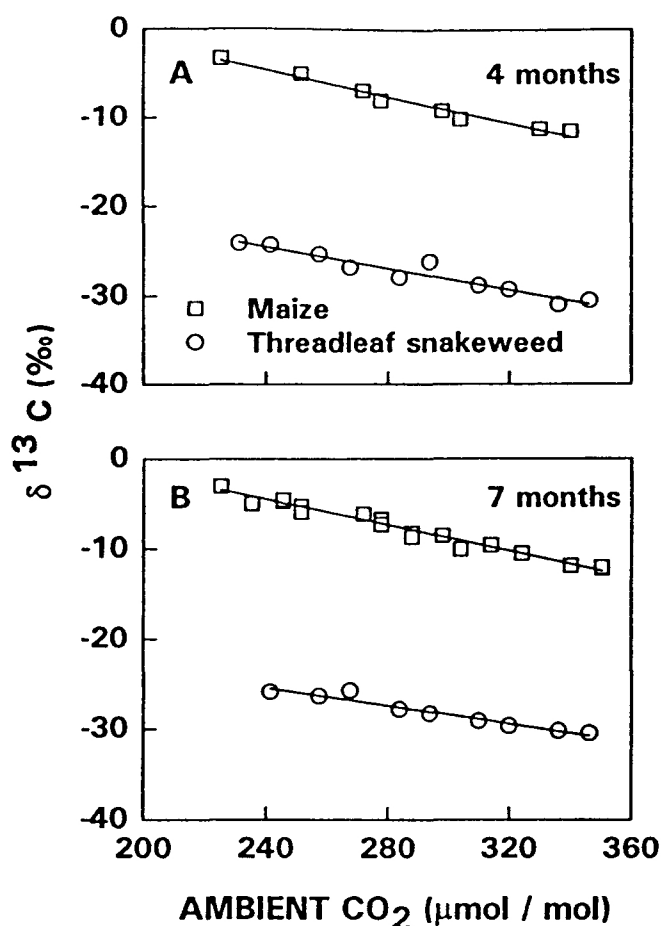 0
A
4 months
-10
-20
Maize
-30
Threadleaf snakeweed
-40
δ 13 C (‰)
0
B
7 months
-10
-20
-30
-40
200 240 280 320 360
AMBIENT CO2 (μmol / mol)